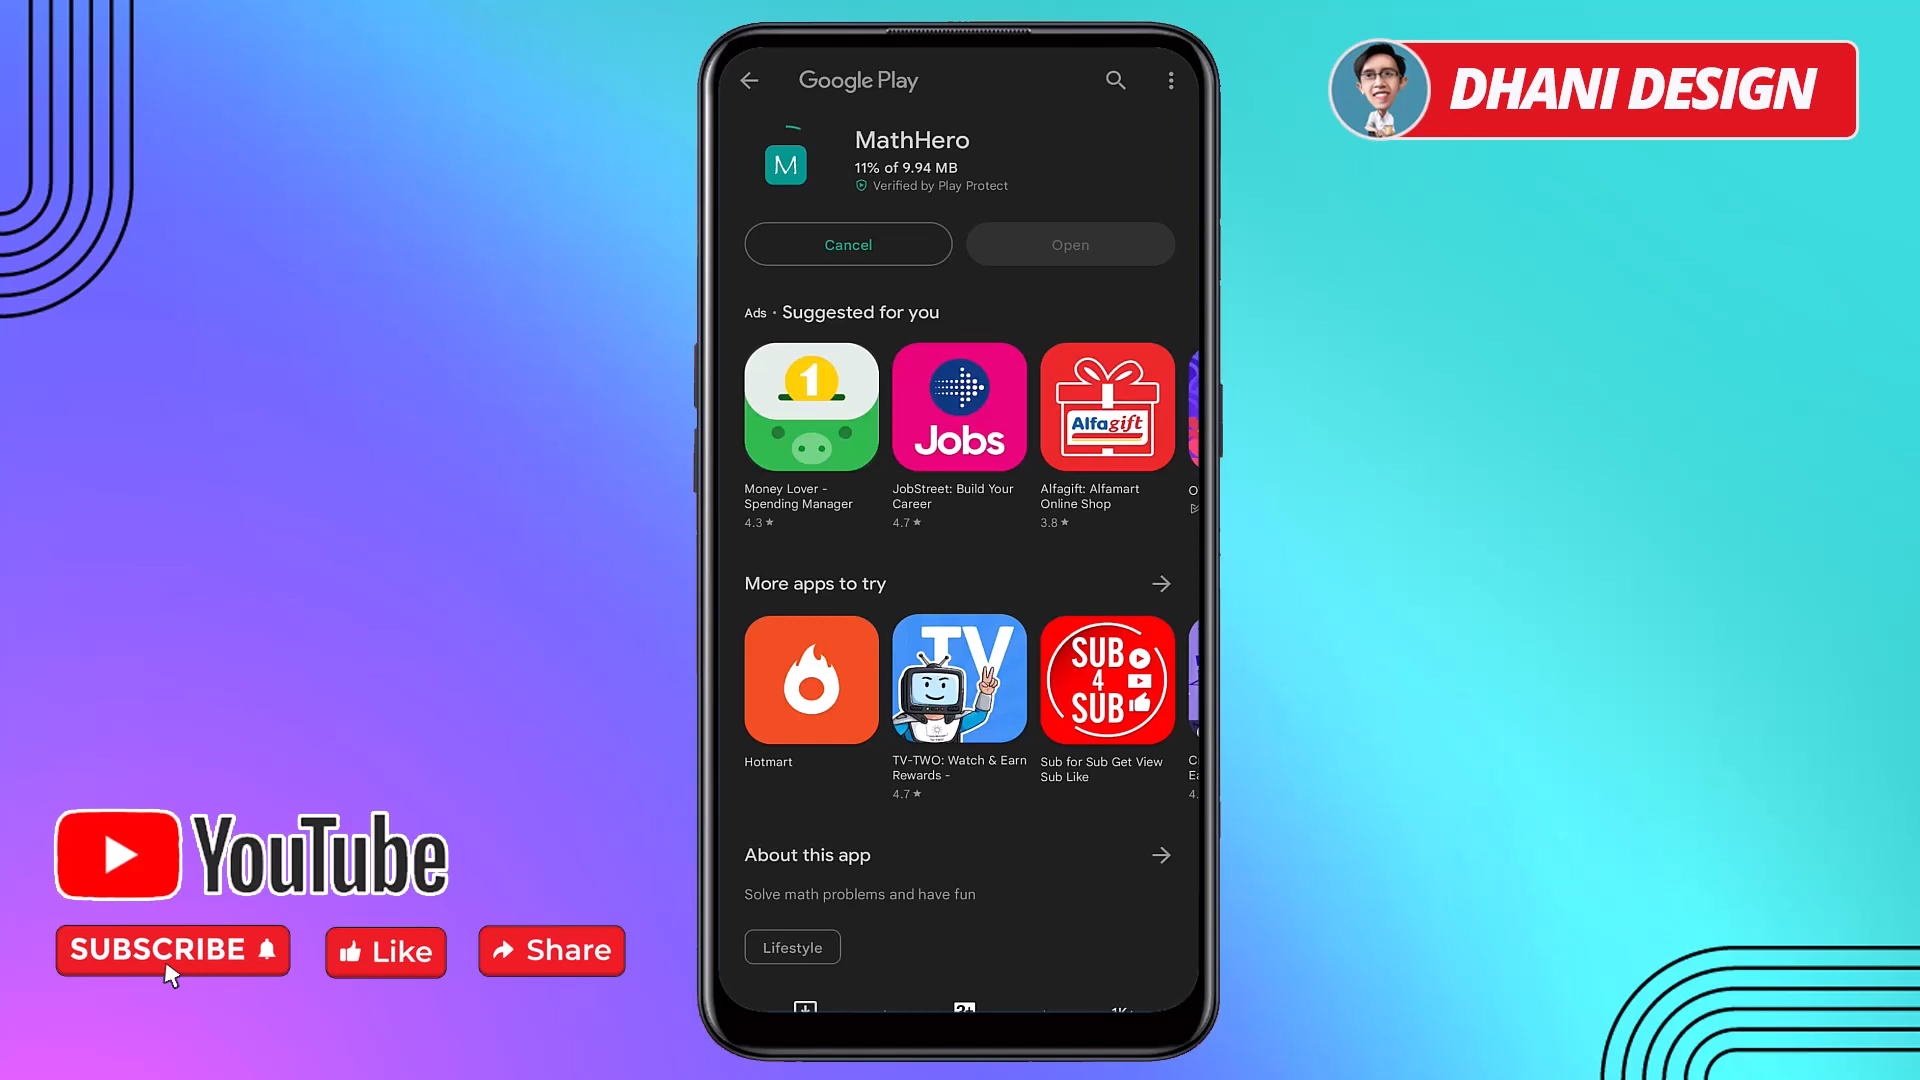 DHANI DESIGN
Google Play
M
MathHero
11% of 9.94 MB
Verified by Play Protect
Cancel
Open
Ads • Suggested for you
1
Jobs
Alfagift
Money Lover -
Spending Manager
4.3★
JobStreet: Build Your
Career
4.7★
Alfagift: Alfamart
Online Shop
3.8★
More apps to try
TV
SUB
4
SUB
Hotmart
TV-TWO: Watch & Earn
Rewards -
4.7★
Sub for Sub Get View
Sub Like
4.
About this app
Solve math problems and have fun
Lifestyle
YouTube
SUBSCRIBE
Like
Share